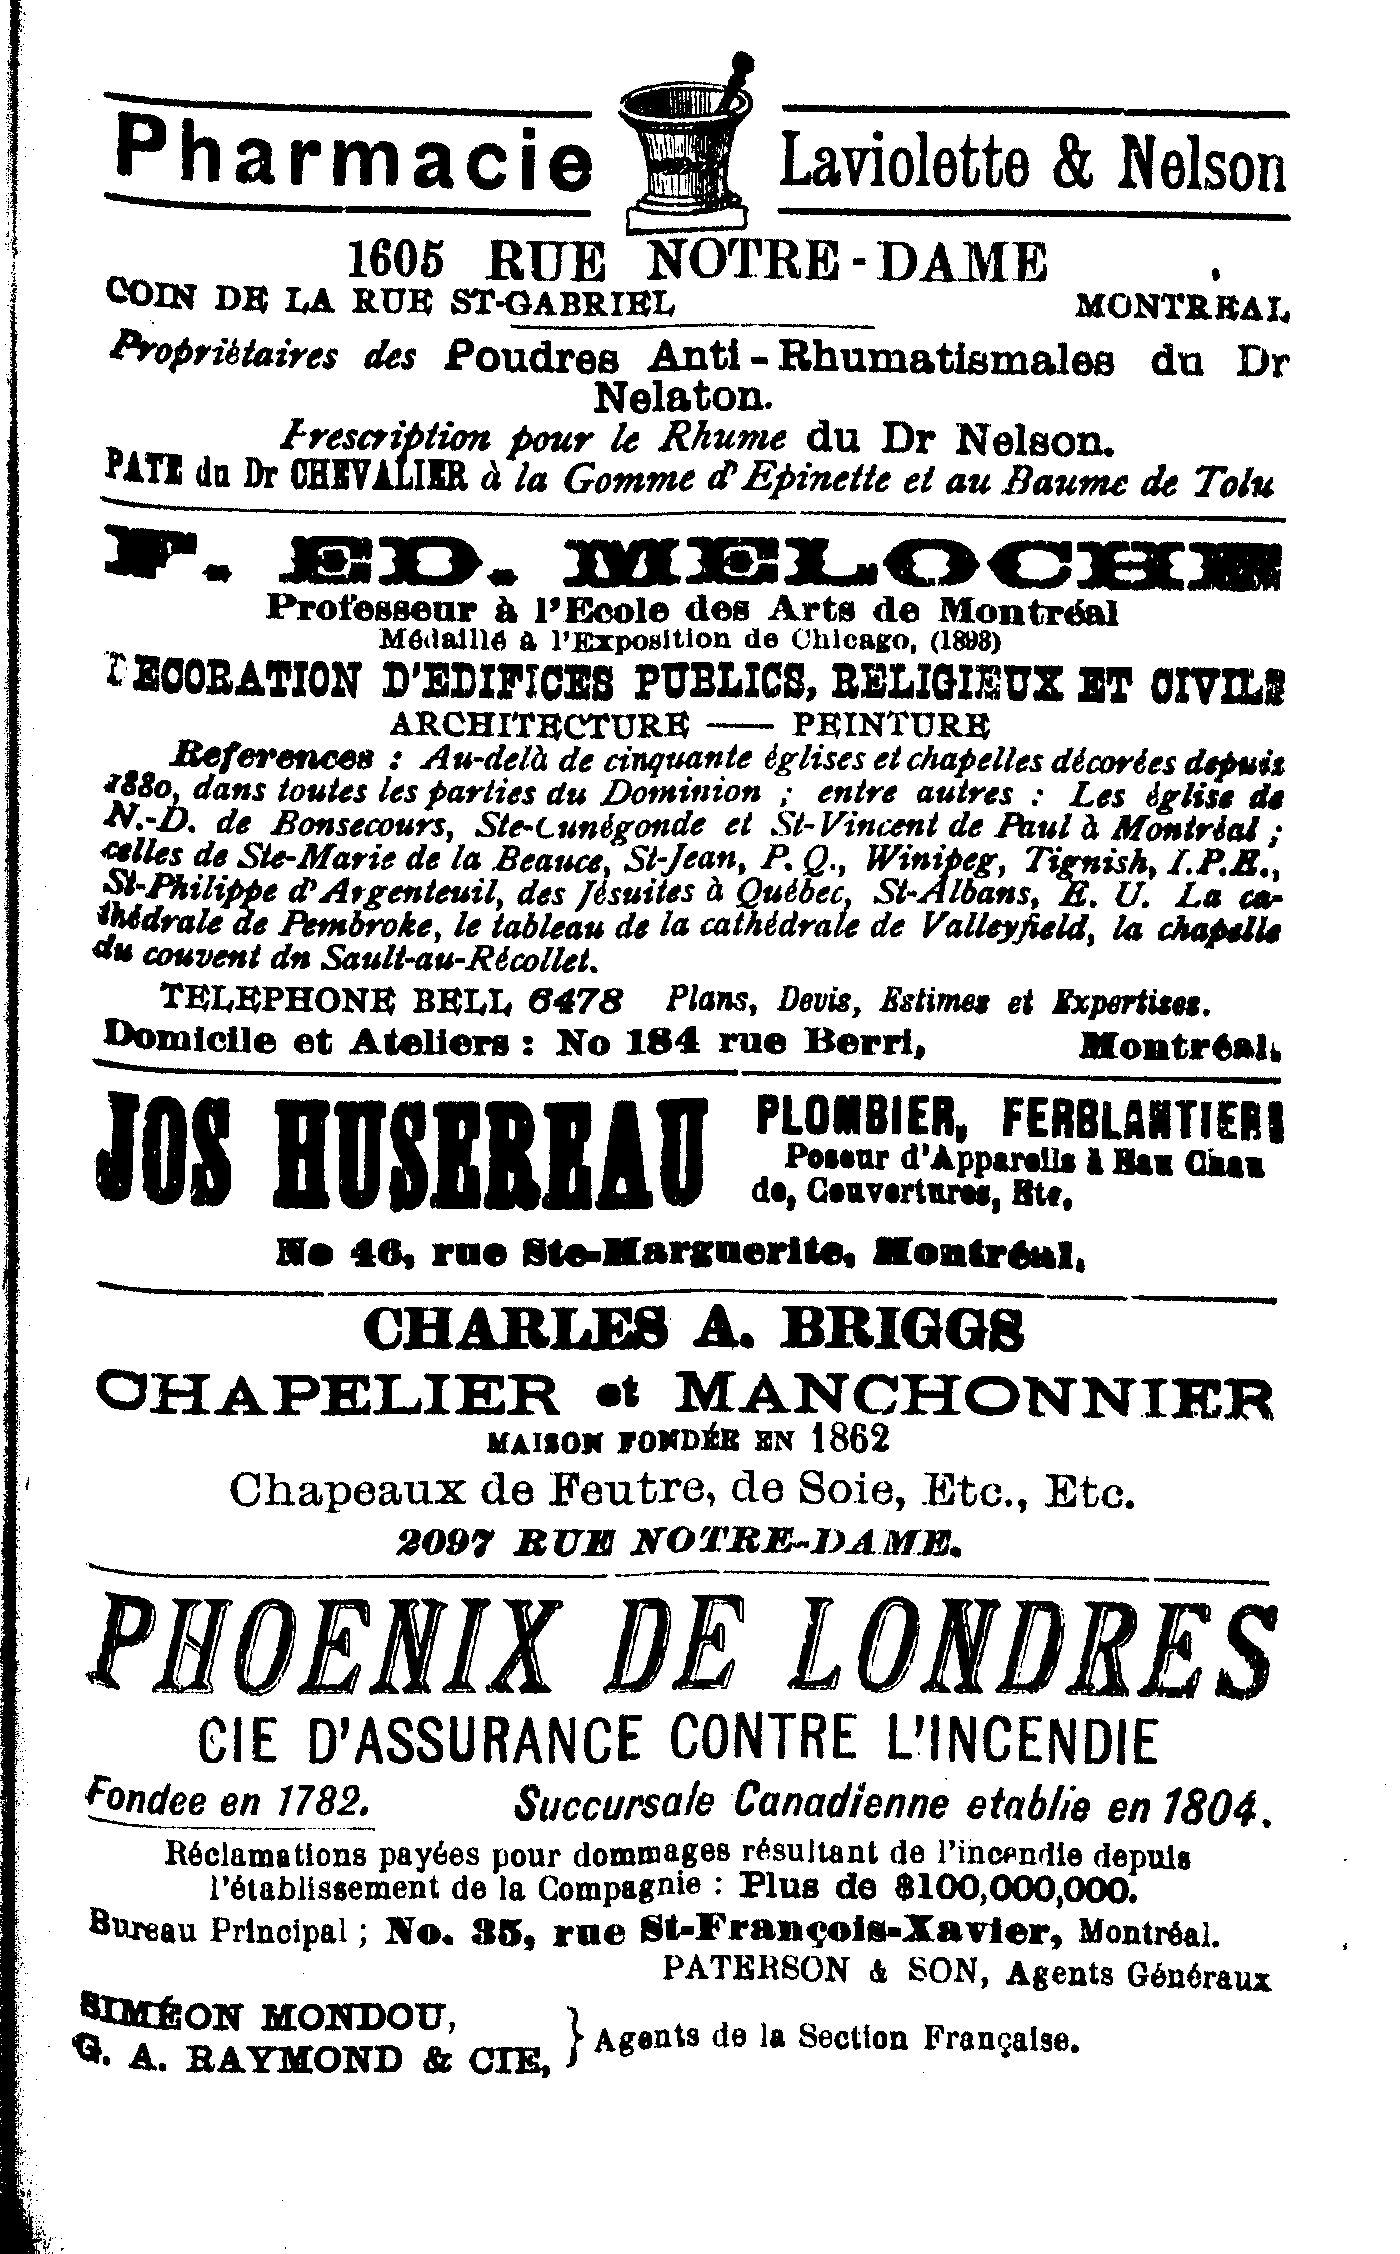 Pharmacie Laviolette & Nelson
1605 RUE NOTRE-DAME
COIN DE LA RUE ST-GABRIEL MONTREAL
Propriétaires des Poudres Anti-Rhumatismales du Dr
Nelaton.
Prescription pour le Rhume du Dr Nelson.
PATE du Dr CHEVALIER à la Gomme d'Epinette et au Baume de Tolu
F. ED. MELOCHE
Professeur à l'Ecole des Arts de Montréal
Médaillé à l'Exposition de Chicago, (1893)
DECORATION D'EDIFICES PUBLICS, RELIGIEUX ET CIVILS
ARCHITECTURE — PEINTURE
References : Au-delà de cinquante églises et chapelles décorées depuis
1880, dans toutes les parties du Dominion ; entre autres : Les église de
N.-D. de Bonsecours, Ste-Cunégonde et St-Vincent de Paul à Montréal ;
celles de Ste-Marie de la Beauce, St-Jean, P. Q., Winipeg, Tignish, I.P.E.,
St-Philippe d'Argenteuil, des Jésuites à Québec, St-Albans, E. U. La ca-
thédrale de Pembroke, le tableau de la cathédrale de Valleyfield, la chapelle
du couvent dn Sault-au-Récollet.
TELEPHONE BELL 6478 Plans, Devis, Estimes et Expertises.
Domicile et Ateliers : No 184 rue Berri, Montréal.
JOS HUSEREAU PLOMBIER, FERBLANTIER
Poseur d'Appareils à Eau Chau
de, Couvertures, Etc,
No 46, rue Ste-Marguerite, Montréal.
CHARLES A. BRIGGS
CHAPELIER et MANCHONNIER
MAISON FONDÉE EN 1862
Chapeaux de Feutre, de Soie, Etc., Etc.
2097 RUE NOTRE-DAME.
PHOENIX DE LONDRES
CIE D'ASSURANCE CONTRE L'INCENDIE
Fondee en 1782. Succursale Canadienne etablie en 1804.
Réclamations payées pour dommages résultant de l'incendie depuis
l'établissement de la Compagnie : Plus de $100,000,000.
Bureau Principal ; No. 35, rue St-François-Xavier, Montréal.
PATERSON & SON, Agents Généraux
SIMÉON MONDOU,
G. A. RAYMOND & CIE, } Agents de la Section Française.